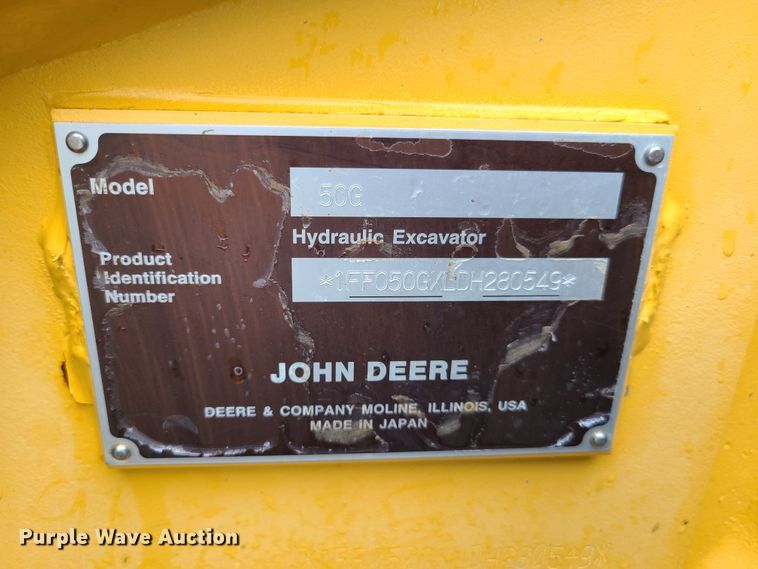 Model
50G
Hydraulic Excavator
Product
Identification
Number
*1FF050GXLDH280549*
JOHN DEERE
DEERE & COMPANY MOLINE, ILLINOIS, USA
MADE IN JAPAN
Purple Wave Auction